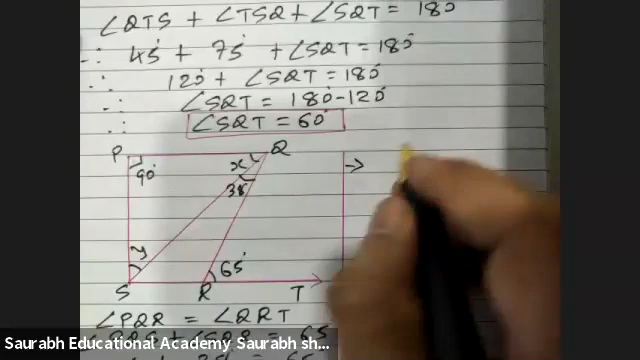 ∠QTS + ∠TSQ + ∠SQT = 180°
∴ 45° + 75° + ∠SQT = 180°
∴ 120° + ∠SQT = 180°
∴ ∠SQT = 180° - 120°
∴ ∠SQT = 60°
P Q
90° x
28°
y
65°
S R T
∠PQR = ∠QRT
Saurabh Educational Academy Saurabh sh...